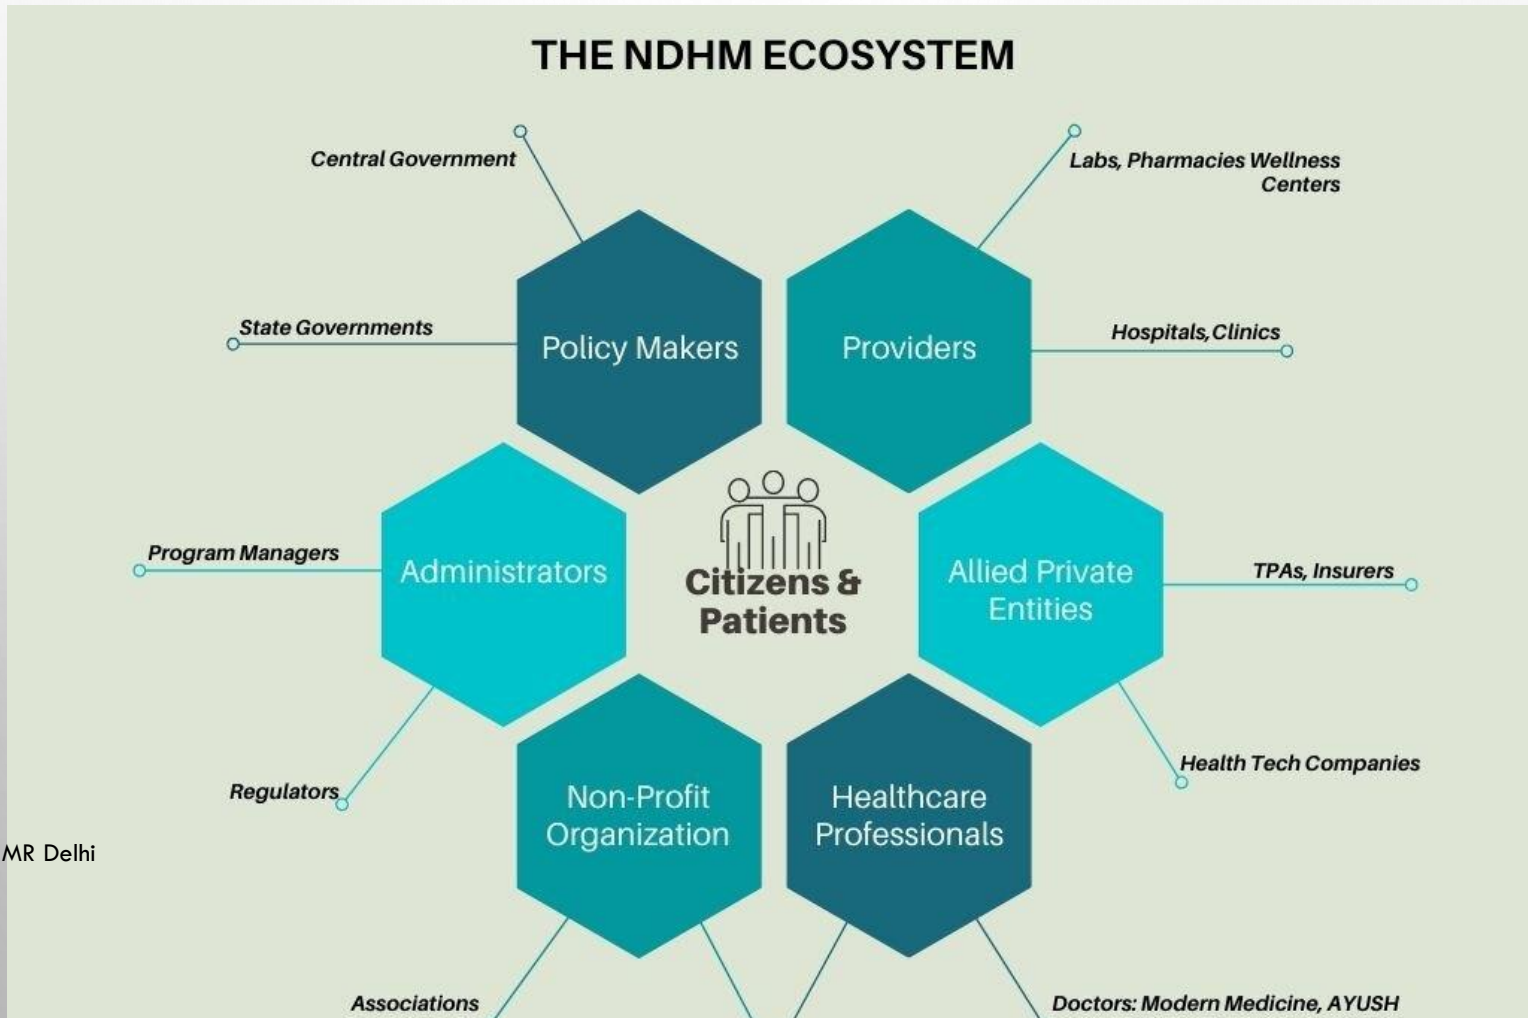 THE NDHM ECOSYSTEM
Central Government
Labs, Pharmacies Wellness
Centers
State Governments
Policy Makers
Providers
Hospitals,Clinics
Program Managers
Administrators
Citizens &
Patients
Allied Private
Entities
TPAs, Insurers
Regulators
Non-Profit
Organization
Healthcare
Professionals
Health Tech Companies
MR Delhi
Associations
Doctors: Modern Medicine, AYUSH